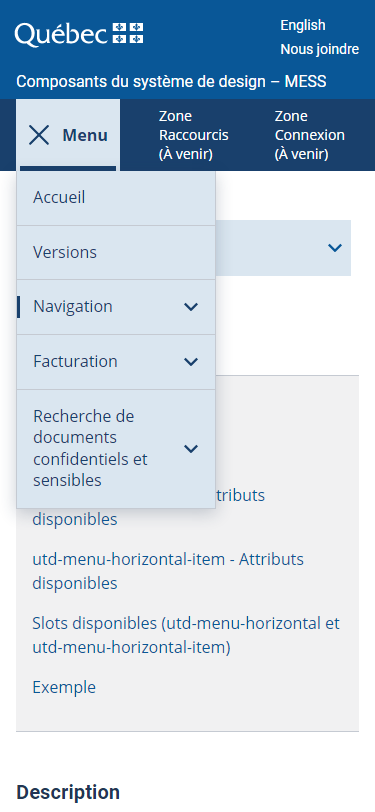 Québec
English
Nous joindre
Composants du système de design – MESS
Menu
Zone
Raccourcis
(À venir)
Zone
Connexion
(À venir)
Accueil
Versions
Navigation
Facturation
Recherche de
documents
confidentiels et
sensibles
disponibles
utd-menu-horizontal-item - Attributs
disponibles
Slots disponibles (utd-menu-horizontal et
utd-menu-horizontal-item)
Exemple
Description